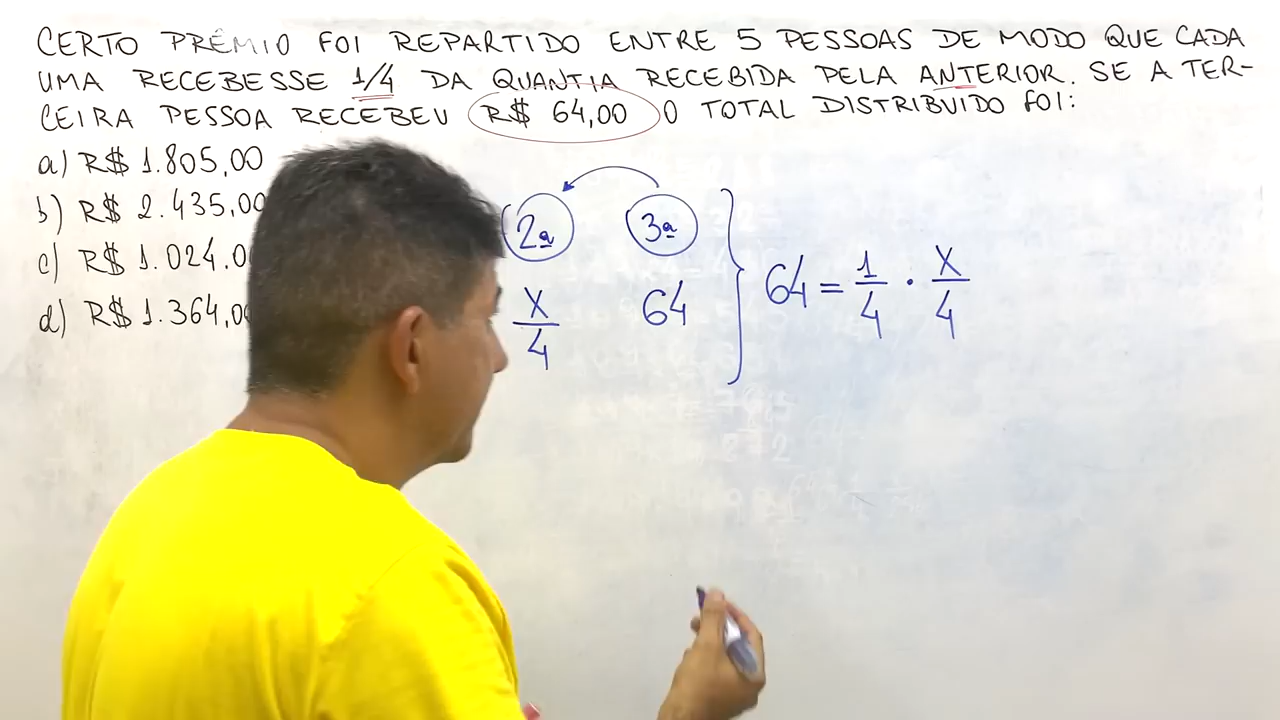 CERTO PRÊMIO FOI REPARTIDO ENTRE 5 PESSOAS DE MODO QUE CADA
UMA RECEBESSE 1/4 DA QUANTIA RECEBIDA PELA ANTERIOR. SE A TER-
CEIRA PESSOA RECEBEU R$ 64,00 O TOTAL DISTRIBUIDO FOI:
a) R$ 1.805,00
b) R$ 2.435,00
c) R$ 1.024,0
d) R$ 1.364,00
2ª 3ª
X/4 64
64 = 1/4 · X/4